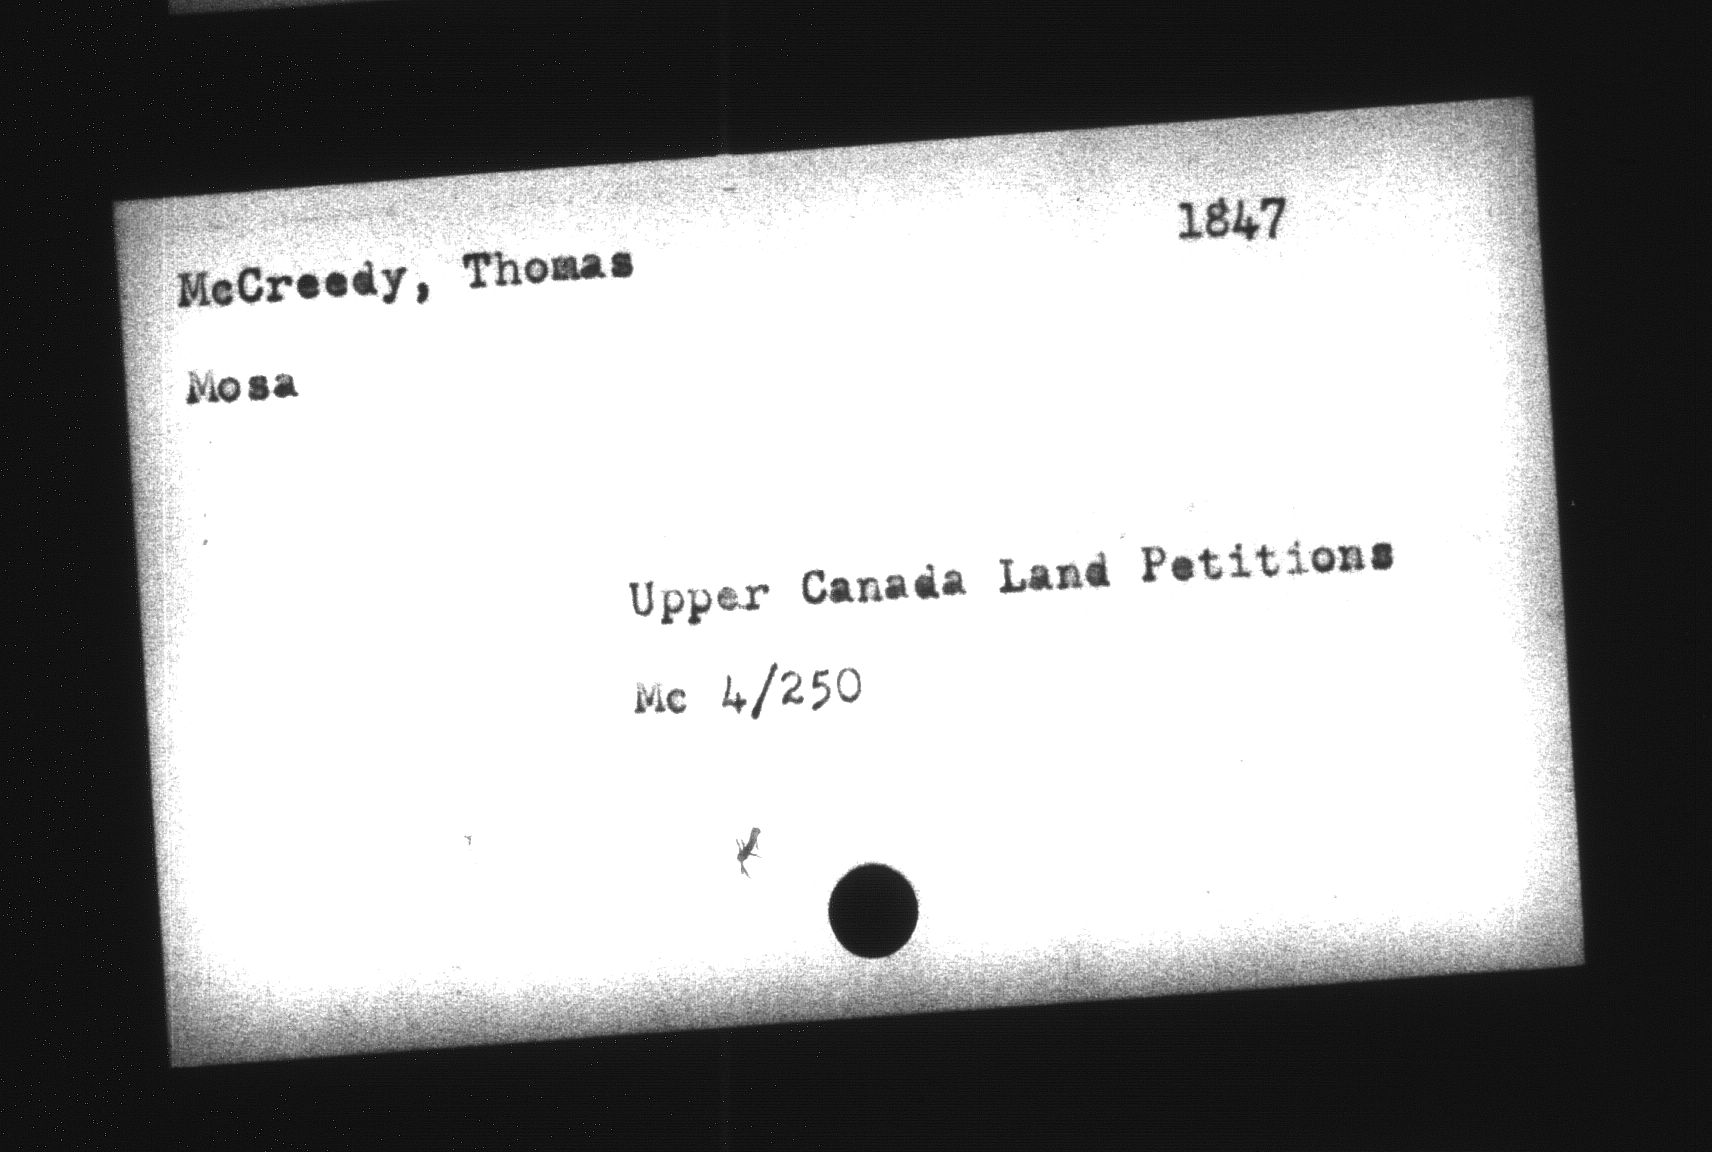 1847
McCreedy, Thomas
Mosa
Upper Canada Land Petitions
Mc 4/250